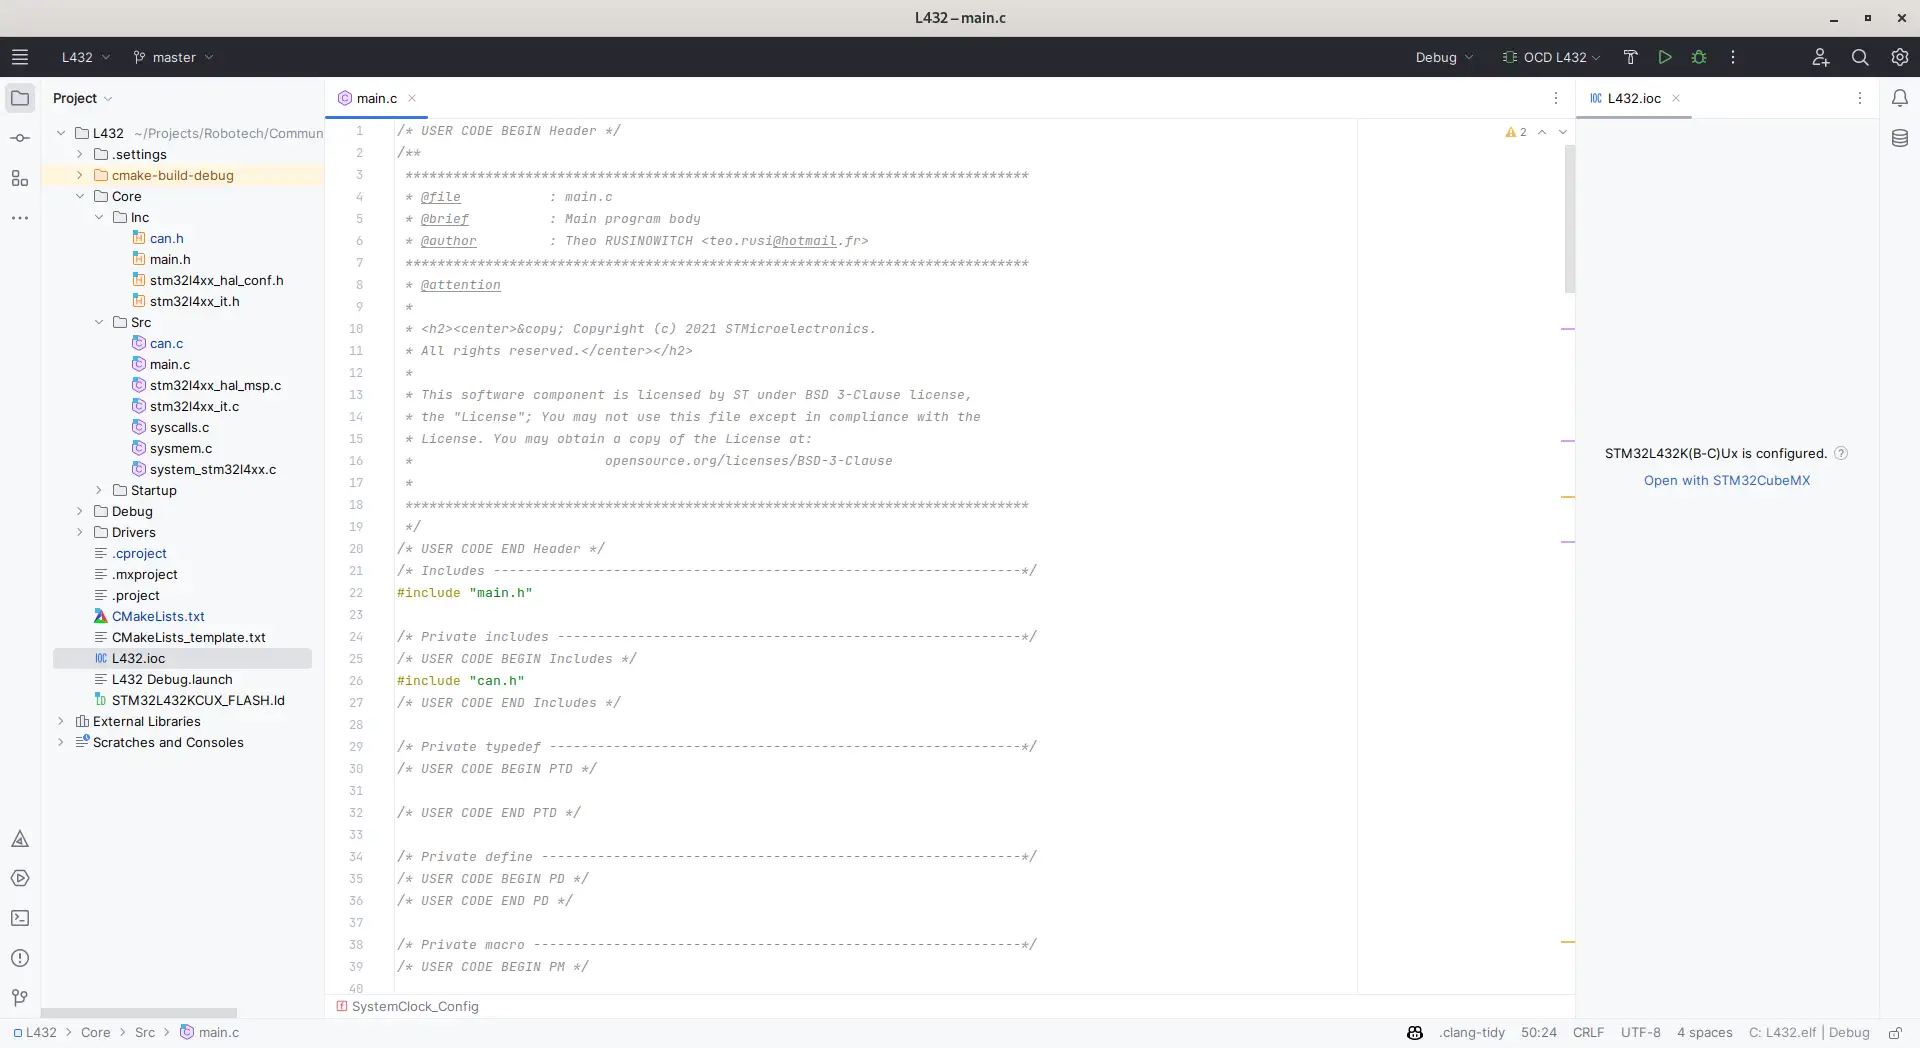 L432 – main.c
L432
master
Debug
OCD L432
Project
main.c
L432.ioc
L432 ~/Projects/Robotech/Commun
.settings
cmake-build-debug
Core
Inc
can.h
main.h
stm32l4xx_hal_conf.h
stm32l4xx_it.h
Src
can.c
main.c
stm32l4xx_hal_msp.c
stm32l4xx_it.c
syscalls.c
sysmem.c
system_stm32l4xx.c
Startup
Debug
Drivers
.cproject
.mxproject
.project
CMakeLists.txt
CMakeLists_template.txt
IOC L432.ioc
L432 Debug.launch
STM32L432KCUX_FLASH.ld
External Libraries
Scratches and Consoles
1 /* USER CODE BEGIN Header */
2 /**
3 ******************************************************************************
4 * @file : main.c
5 * @brief : Main program body
6 * @author : Theo RUSINOWITCH <teo.rusi@hotmail.fr>
7 ******************************************************************************
8 * @attention
9 *
10 * <h2><center>&copy; Copyright (c) 2021 STMicroelectronics.
11 * All rights reserved.</center></h2>
12 *
13 * This software component is licensed by ST under BSD 3-Clause license,
14 * the "License"; You may not use this file except in compliance with the
15 * License. You may obtain a copy of the License at:
16 * opensource.org/licenses/BSD-3-Clause
17 *
18 ******************************************************************************
19 */
20 /* USER CODE END Header */
21 /* Includes ------------------------------------------------------------------*/
22 #include "main.h"
23
24 /* Private includes ----------------------------------------------------------*/
25 /* USER CODE BEGIN Includes */
26 #include "can.h"
27 /* USER CODE END Includes */
28
29 /* Private typedef -----------------------------------------------------------*/
30 /* USER CODE BEGIN PTD */
31
32 /* USER CODE END PTD */
33
34 /* Private define ------------------------------------------------------------*/
35 /* USER CODE BEGIN PD */
36 /* USER CODE END PD */
37
38 /* Private macro -------------------------------------------------------------*/
39 /* USER CODE BEGIN PM */
40
2
IOC
STM32L432K(B-C)Ux is configured. ?
Open with STM32CubeMX
SystemClock_Config
L432 > Core > Src > main.c
.clang-tidy 50:24 CRLF UTF-8 4 spaces C: L432.elf | Debug